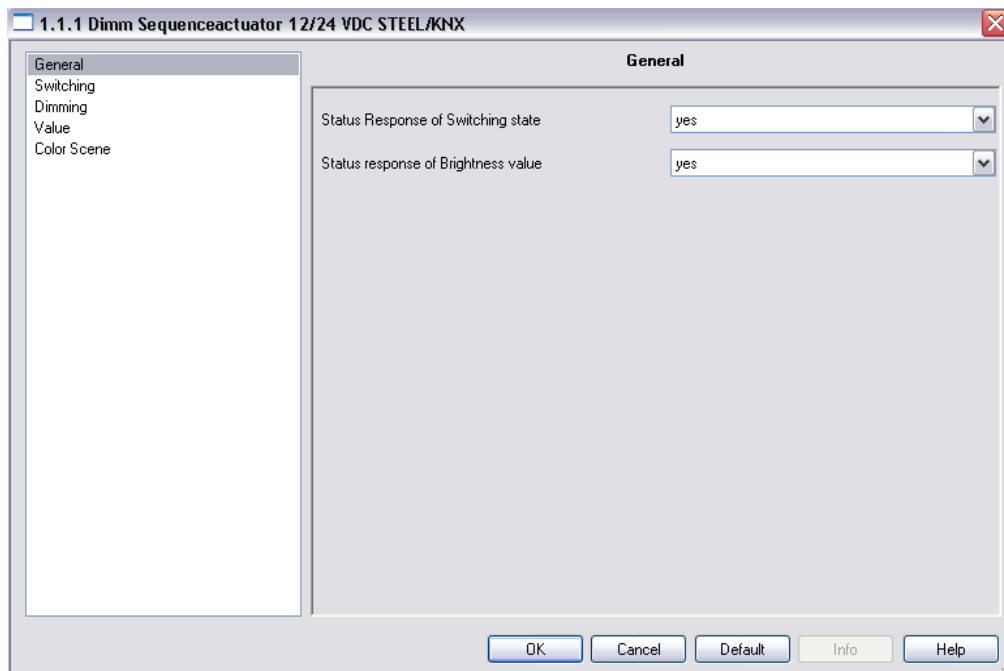 1.1.1 Dimm Sequenceactuator 12/24 VDC STEEL/KNX
General
Switching
Dimming
Value
Color Scene
General
Status Response of Switching state yes
Status response of Brightness value yes
OK Cancel Default Info Help